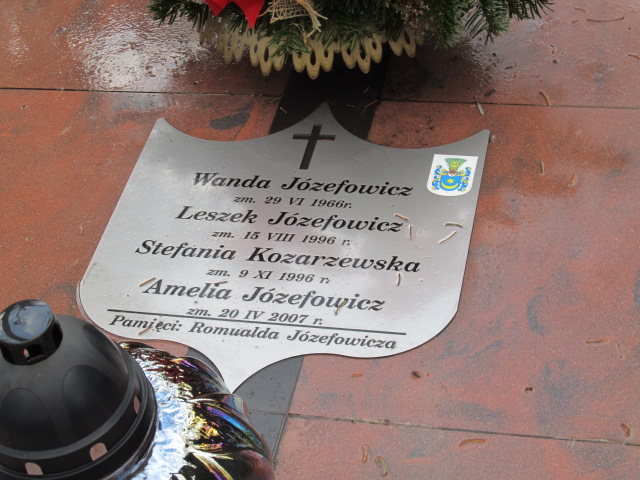 Wanda Józefowicz
zm. 29 VI 1966r.
Leszek Józefowicz
zm. 15 VIII 1996 r.
Stefania Kozarzewska
zm. 9 XI 1996 r.
Amelia Józefowicz
zm. 20 IV 2007 r.
Pamięci: Romualda Józefowicza